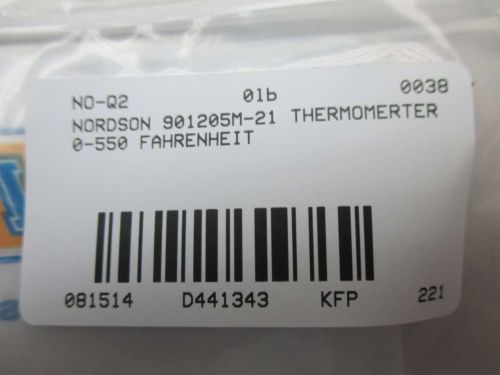 NO-Q2 01b 0038
NORDSON 901205M-21 THERMOMERTER
0-550 FAHRENHEIT
081514 D441343 KFP 221